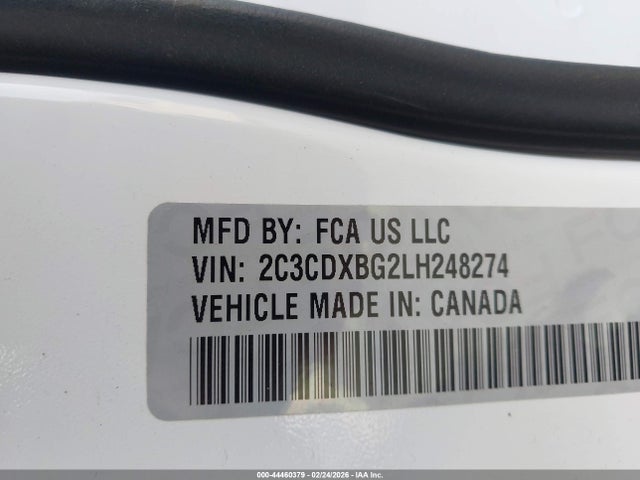 MFD BY: FCA US LLC
VIN: 2C3CDXBG2LH248274
VEHICLE MADE IN: CANADA
000-44460379 - 02/24/2026 - IAA Inc.